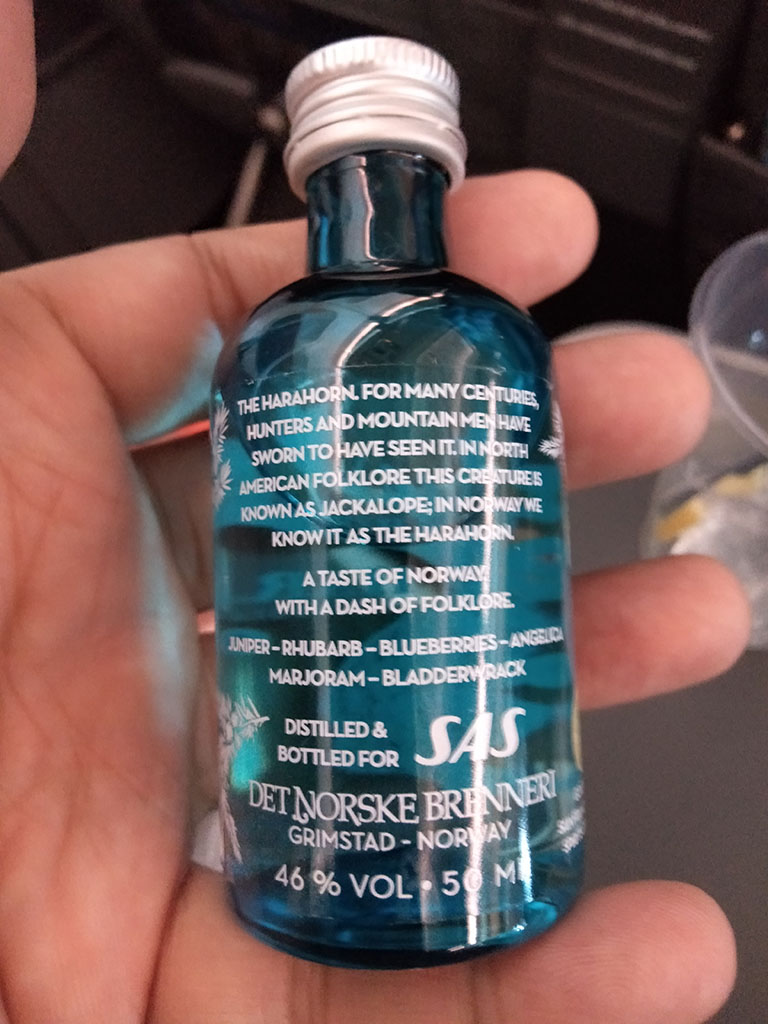 THE HARAHORN. FOR MANY CENTURIES,
HUNTERS AND MOUNTAIN MEN HAVE
SWORN TO HAVE SEEN IT. IN NORTH
AMERICAN FOLKLORE THIS CREATURE IS
KNOWN AS JACKALOPE; IN NORWAY WE
KNOW IT AS THE HARAHORN.
A TASTE OF NORWAY,
WITH A DASH OF FOLKLORE.
JUNIPER – RHUBARB – BLUEBERRIES – ANGELICA
MARJORAM – BLADDERWRACK
DISTILLED &
BOTTLED FOR SAS
DET NORSKE BRENNERI
GRIMSTAD - NORWAY
46 % VOL • 50 M